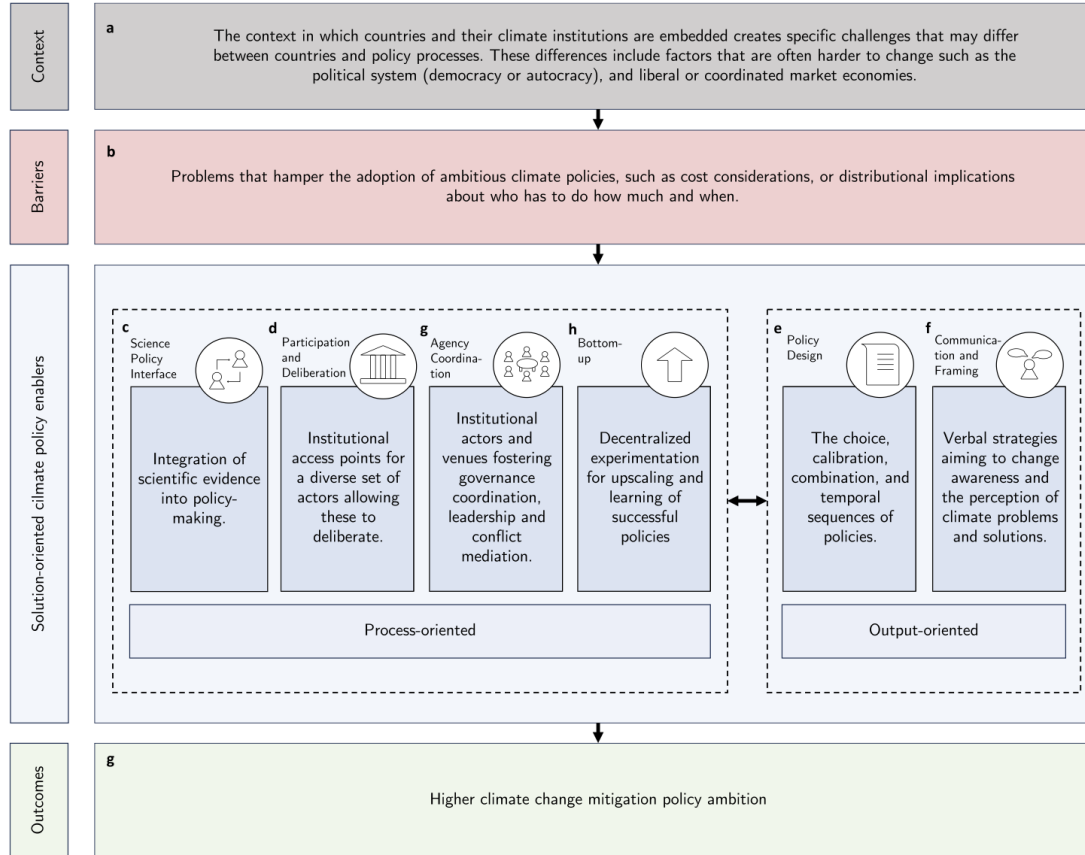 Context
a
The context in which countries and their climate institutions are embedded creates specific challenges that may differ
between countries and policy processes. These differences include factors that are often harder to change such as the
political system (democracy or autocracy), and liberal or coordinated market economies.
Barriers
b
Problems that hamper the adoption of ambitious climate policies, such as cost considerations, or distributional implications
about who has to do how much and when.
Solution-oriented cilmate policy enablers
c
Science
Policy
Interface
Integration of
scientific evidence
into policy-
making.
d
Participation
and
Deliberation
Institutional
access points for
a diverse set of
actors allowing
these to
deliberate.
g
Agency
Coordina-
tion
Institutional
actors and
venues fostering
governance
coordination,
leadership and
conflict
mediation.
h
Bottom-
up
Decentralized
experimentation
for upscaling and
learning of
successful
policies
Process-oriented
e
Policy
Design
The choice,
calibration,
combination, and
temporal
sequences of
policies.
f
Communica-
tion and
Framing
Verbal strategies
aiming to change
awareness and
the perception of
climate problems
and solutions.
Output-oriented
Outcomes
g
Higher climate change mitigation policy ambition